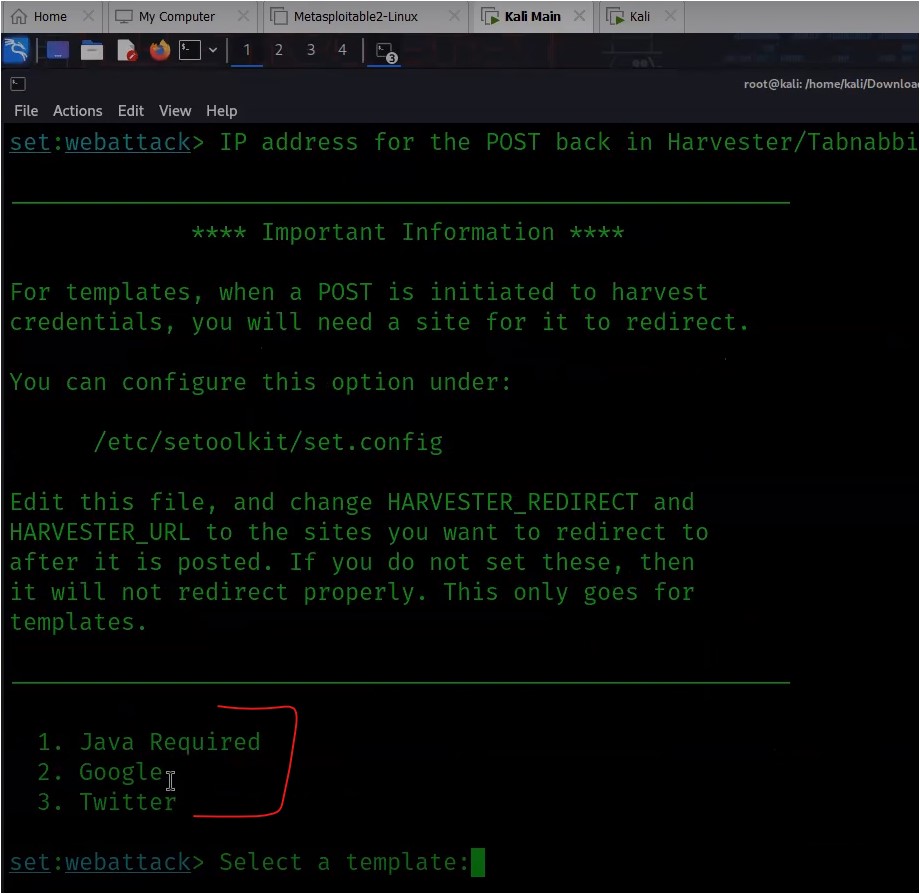 Home
My Computer
Metasploitable2-Linux
Kali Main
Kali
1 2 3 4
3
root@kali: /home/kali/Downloa
File Actions Edit View Help
set:webattack> IP address for the POST back in Harvester/Tabnabbi
**** Important Information ****
For templates, when a POST is initiated to harvest
credentials, you will need a site for it to redirect.
You can configure this option under:
/etc/setoolkit/set.config
Edit this file, and change HARVESTER_REDIRECT and
HARVESTER_URL to the sites you want to redirect to
after it is posted. If you do not set these, then
it will not redirect properly. This only goes for
templates.
1. Java Required
2. Google
3. Twitter
set:webattack> Select a template: